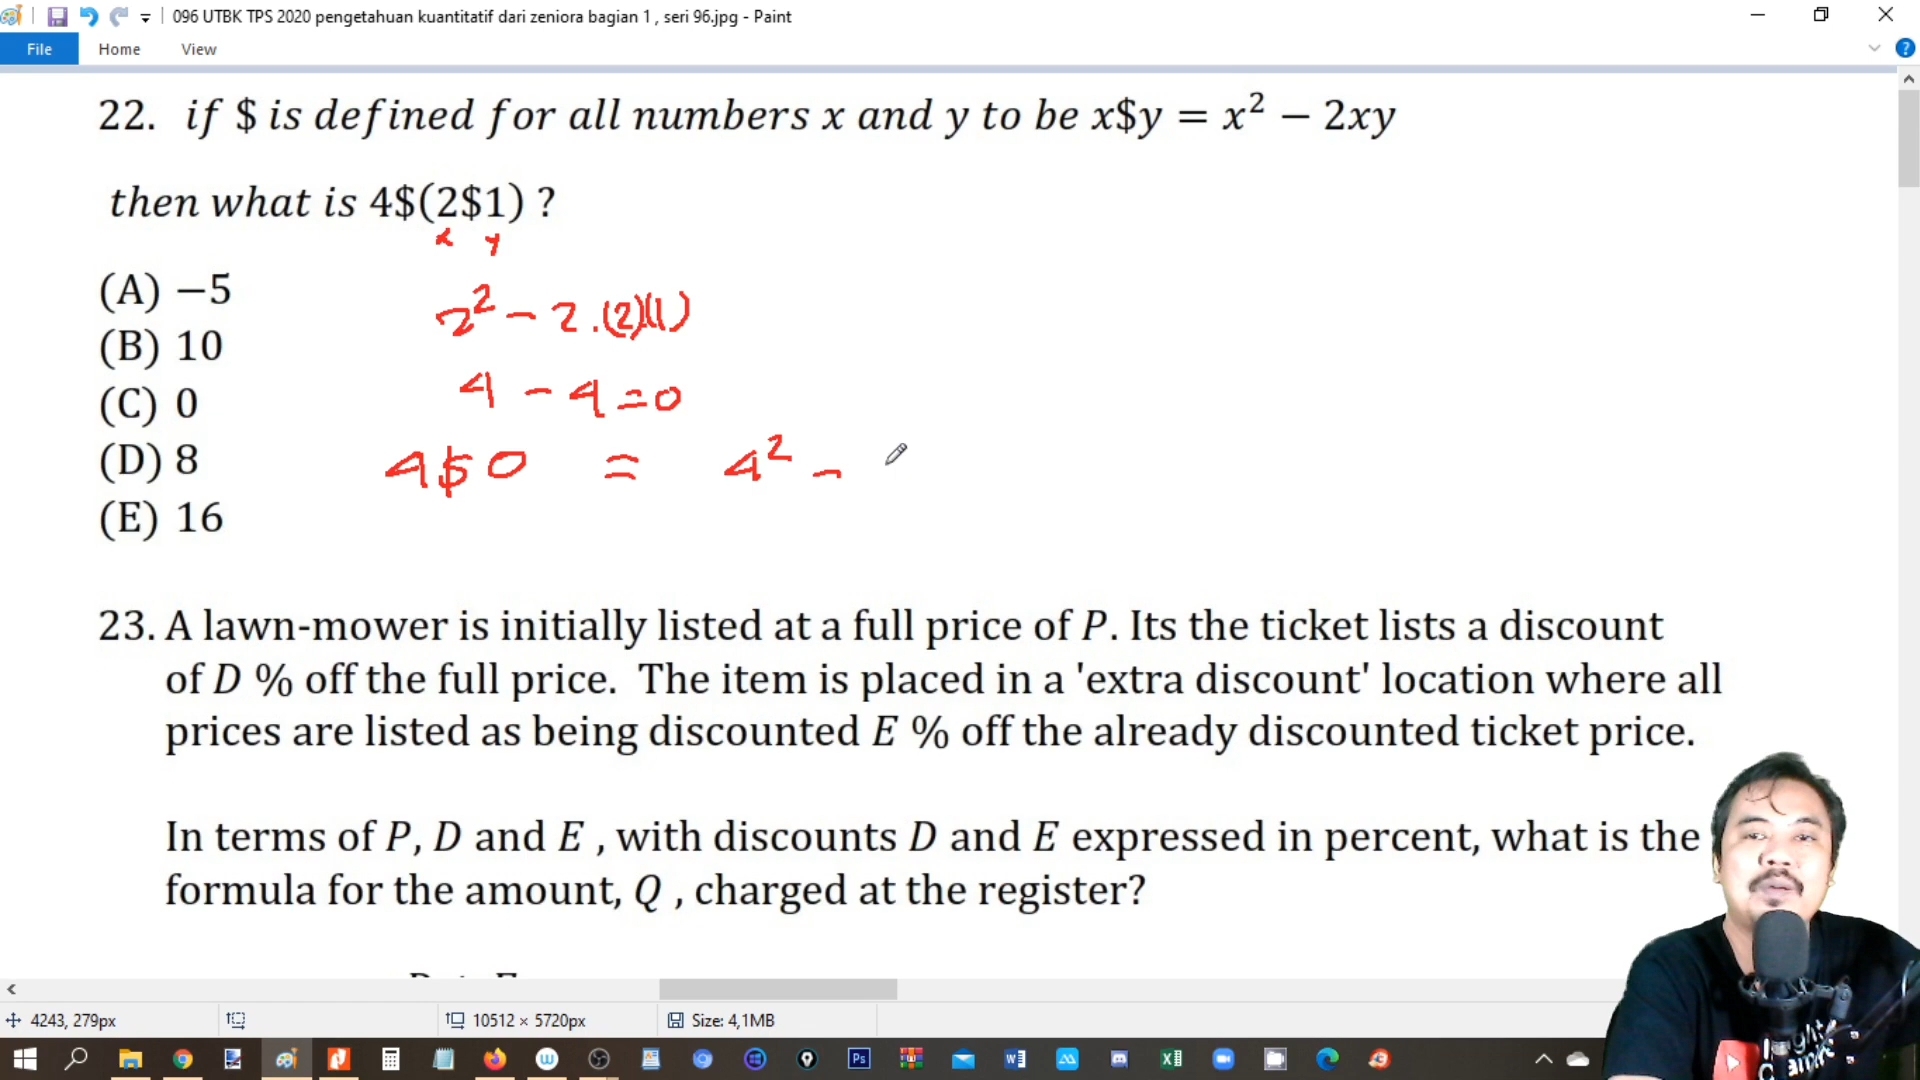 096 UTBK TPS 2020 pengetahuan kuantitatif dari zeniora bagian 1 , seri 96.jpg - Paint
File Home View
22. if $ is defined for all numbers x and y to be x$y = x² − 2xy
then what is 4$(2$1) ?
x y
(A) −5
2² − 2 . (2)(1)
(B) 10
4 − 4 = 0
(C) 0
(D) 8
4$0 = 4² −
(E) 16
23. A lawn-mower is initially listed at a full price of P. Its the ticket lists a discount
of D % off the full price. The item is placed in a 'extra discount' location where all
prices are listed as being discounted E % off the already discounted ticket price.
In terms of P, D and E , with discounts D and E expressed in percent, what is the
formula for the amount, Q , charged at the register?
4243, 279px
10512 × 5720px
Size: 4,1MB
Ps